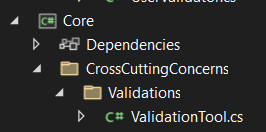 Core
Dependencies
CrossCuttingConcerns
Validations
ValidationTool.cs